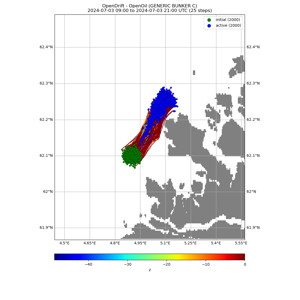 OpenDrift - OpenOil (GENERIC BUNKER C)
2024-07-03 09:00 to 2024-07-03 21:00 UTC (25 steps)
initial (2000)
active (2000)
62.4°N 62.4°N
62.3°N 62.3°N
62.2°N 62.2°N
62.1°N 62.1°N
62°N 62°N
61.9°N 61.9°N
4.5°E 4.65°E 4.8°E 4.95°E 5.1°E 5.25°E 5.4°E 5.55°E
−40 −30 −20 −10 0
z